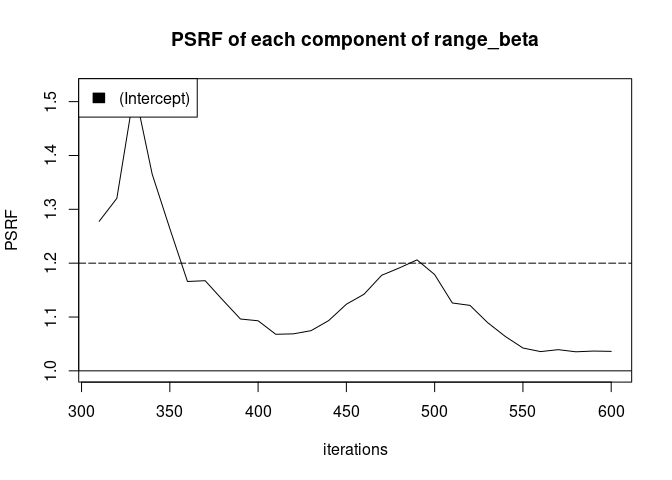 PSRF of each component of range_beta
(Intercept)
PSRF
1.5
1.4
1.3
1.2
1.1
1.0
300 350 400 450 500 550 600
iterations